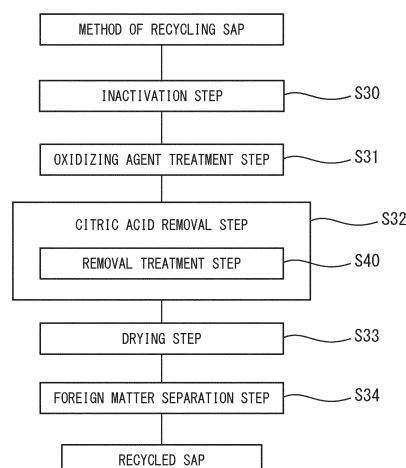 METHOD OF RECYCLING SAP
INACTIVATION STEP
S30
OXIDIZING AGENT TREATMENT STEP
S31
CITRIC ACID REMOVAL STEP
S32
REMOVAL TREATMENT STEP
S40
DRYING STEP
S33
FOREIGN MATTER SEPARATION STEP
S34
RECYCLED SAP